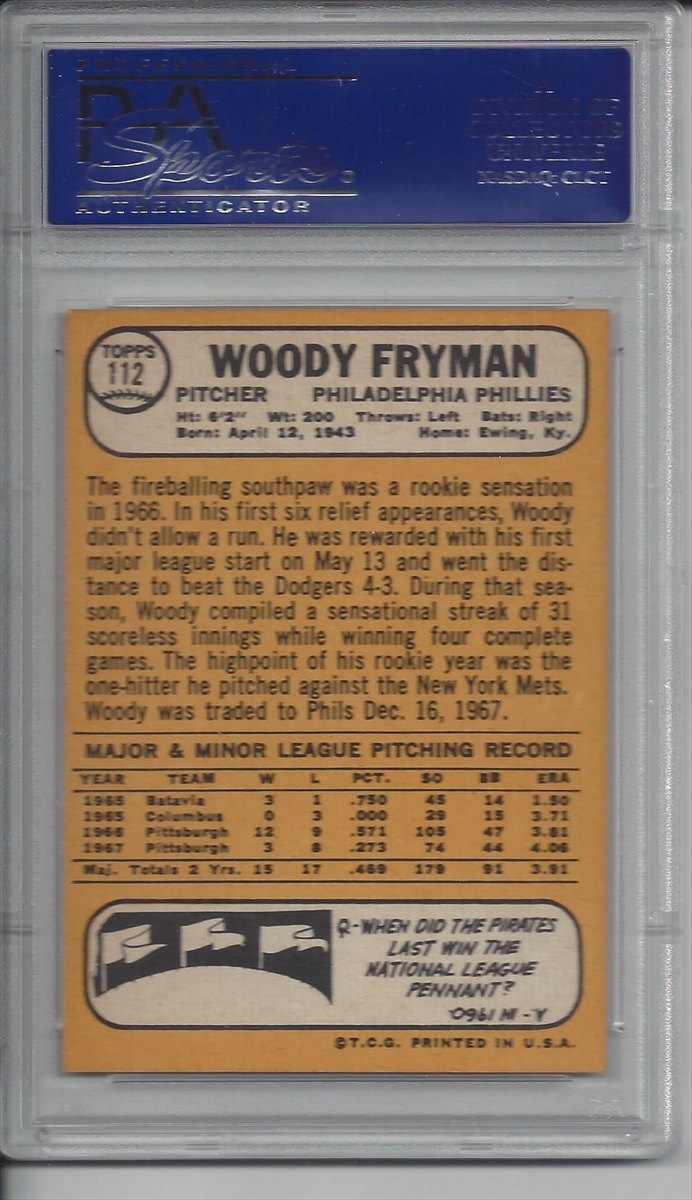 PROFESSIONAL
PSA
Sports
AUTHENTICATOR
A
DIVISION OF
COLLECTORS
UNIVERSE
NASDAQ: CLCT
TOPPS
112
WOODY FRYMAN
PITCHER PHILADELPHIA PHILLIES
Ht: 6'2" Wt: 200 Throws: Left Bats: Right
Born: April 12, 1943 Home: Ewing, Ky.
The fireballing southpaw was a rookie sensation
in 1966. In his first six relief appearances, Woody
didn't allow a run. He was rewarded with his first
major league start on May 13 and went the dis-
tance to beat the Dodgers 4-3. During that sea-
son, Woody compiled a sensational streak of 31
scoreless innings while winning four complete
games. The highpoint of his rookie year was the
one-hitter he pitched against the New York Mets.
Woody was traded to Phils Dec. 16, 1967.
MAJOR & MINOR LEAGUE PITCHING RECORD
YEAR TEAM W L PCT. SO BB ERA
1965 Batavia 3 1 .750 45 14 1.50
1965 Columbus 0 3 .000 29 15 3.71
1966 Pittsburgh 12 9 .571 105 47 3.81
1967 Pittsburgh 3 8 .273 74 44 4.06
Maj. Totals 2 Yrs. 15 17 .469 179 91 3.91
Q-WHEN DID THE PIRATES
LAST WIN THE
NATIONAL LEAGUE
PENNANT?
A-IN 1960.
©T.C.G. PRINTED IN U.S.A.